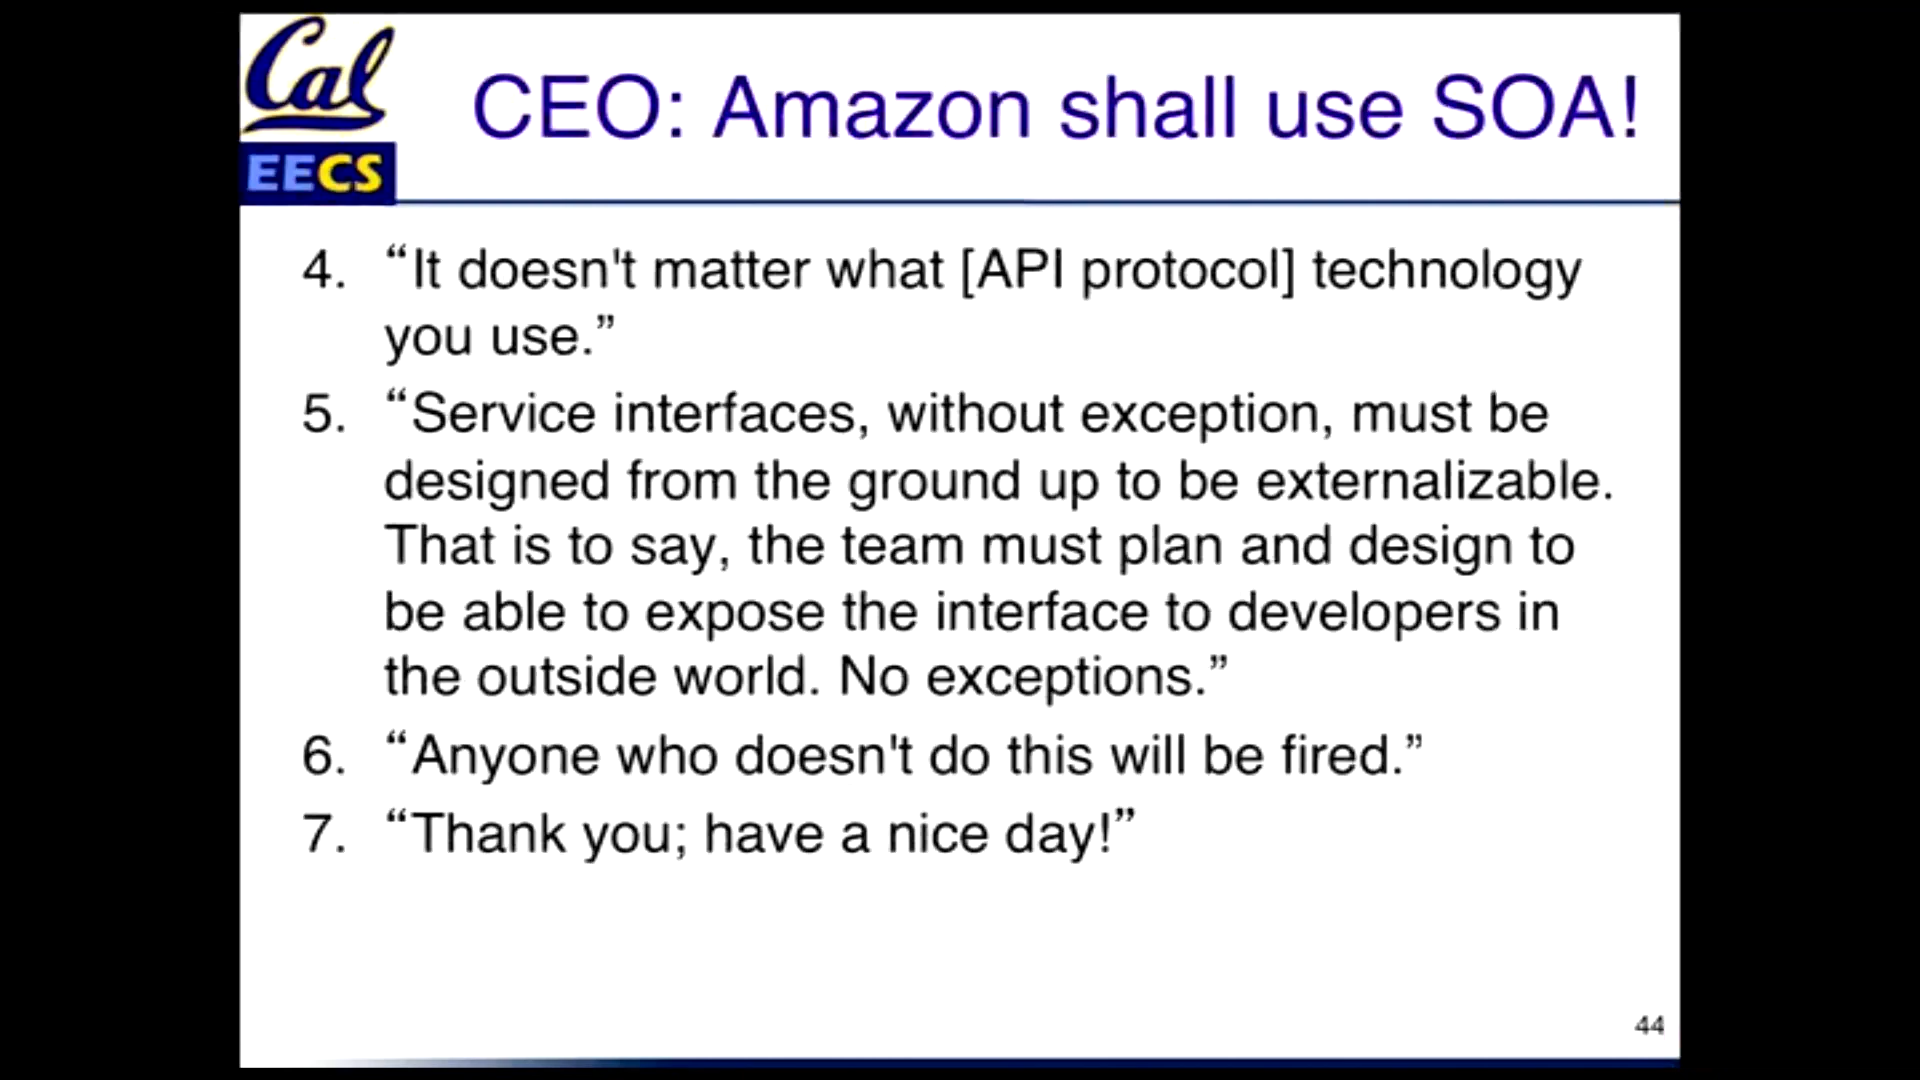 Cal
EECS
CEO: Amazon shall use SOA!
4. “It doesn't matter what [API protocol] technology
you use.”
5. “Service interfaces, without exception, must be
designed from the ground up to be externalizable.
That is to say, the team must plan and design to
be able to expose the interface to developers in
the outside world. No exceptions.”
6. “Anyone who doesn't do this will be fired.”
7. “Thank you; have a nice day!”
44